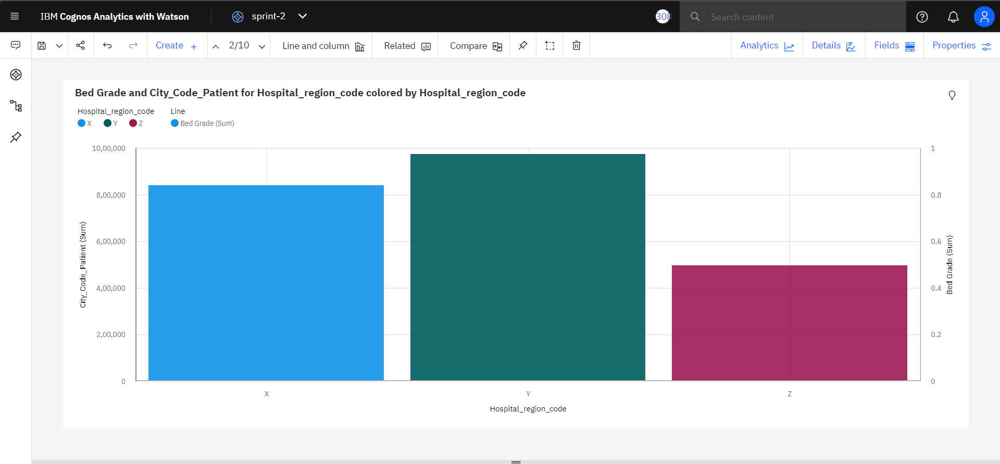 IBM Cognos Analytics with Watson
sprint-2
308
Search content
Create +
2/10
Line and column
Related
Compare
Analytics
Details
Fields
Properties
Bed Grade and City_Code_Patient for Hospital_region_code colored by Hospital_region_code
Hospital_region_code
X Y Z
Line
Bed Grade (Sum)
City_Code_Patient (Sum)
10,00,000
8,00,000
6,00,000
4,00,000
2,00,000
0
1
0.8
0.6
0.4
0.2
0
Bed Grade (Sum)
X Y Z
Hospital_region_code